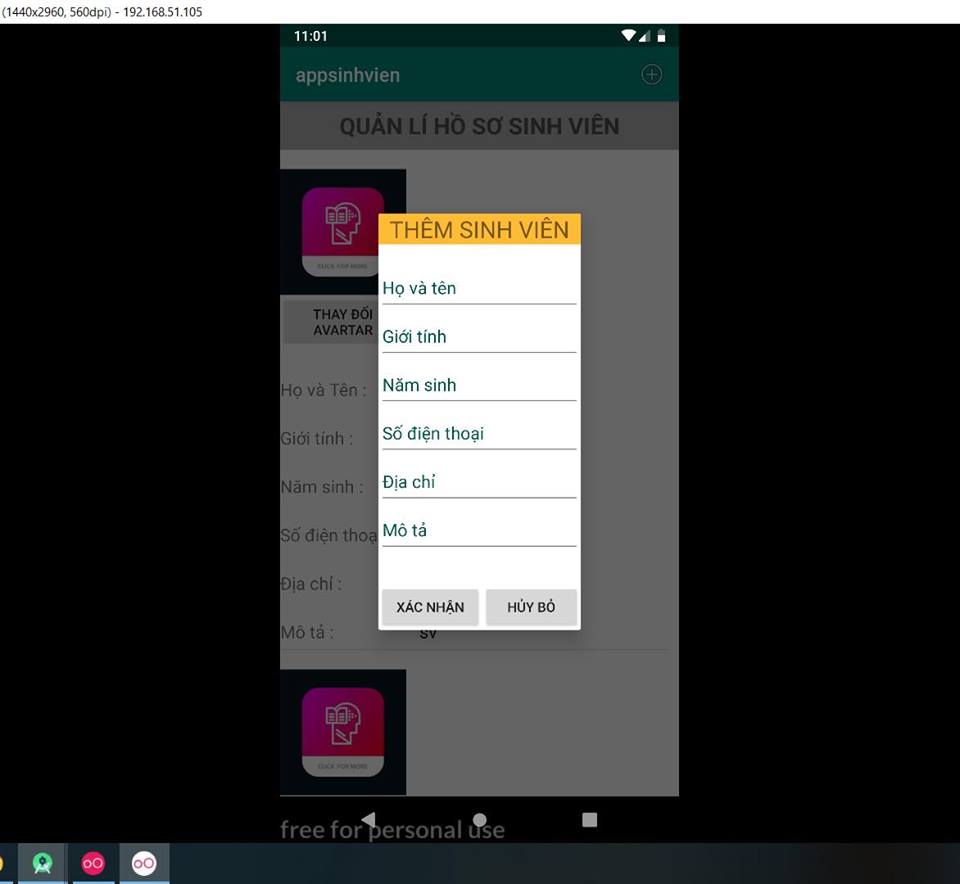 (1440x2960, 560dpi) - 192.168.51.105
11:01
appsinhvien
QUẢN LÍ HỒ SƠ SINH VIÊN
CLICK FOR MORE
THAY ĐỔI
AVARTAR
Họ và Tên :
Giới tính :
Năm sinh :
Số điện thoạ
Địa chỉ :
Mô tả :
sv
THÊM SINH VIÊN
Họ và tên
Giới tính
Năm sinh
Số điện thoại
Địa chỉ
Mô tả
XÁC NHẬN
HỦY BỎ
CLICK FOR MORE
free for personal use